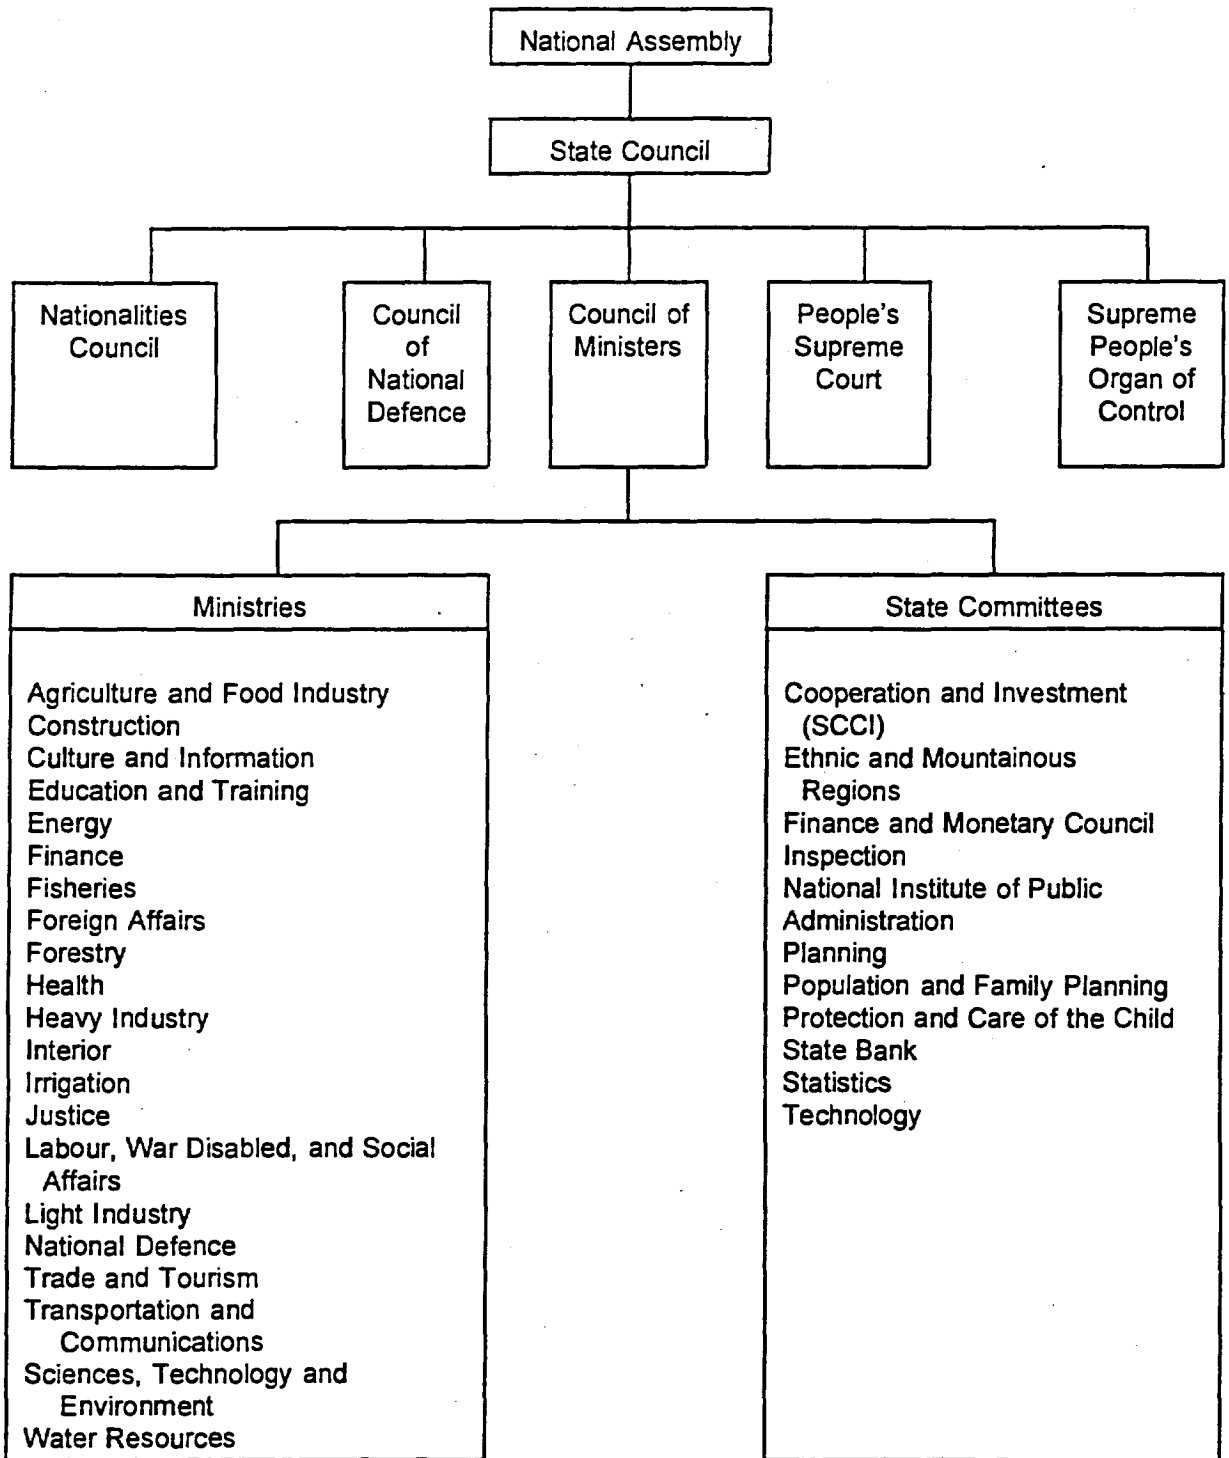 National Assembly
State Council
Nationalities
Council
Council
of
National
Defence
Council of
Ministers
People's
Supreme
Court
Supreme
People's
Organ of
Control
Ministries
Agriculture and Food Industry
Construction
Culture and Information
Education and Training
Energy
Finance
Fisheries
Foreign Affairs
Forestry
Health
Heavy Industry
Interior
Irrigation
Justice
Labour, War Disabled, and Social
Affairs
Light Industry
National Defence
Trade and Tourism
Transportation and
Communications
Sciences, Technology and
Environment
Water Resources
State Committees
Cooperation and Investment
(SCCI)
Ethnic and Mountainous
Regions
Finance and Monetary Council
Inspection
National Institute of Public
Administration
Planning
Population and Family Planning
Protection and Care of the Child
State Bank
Statistics
Technology